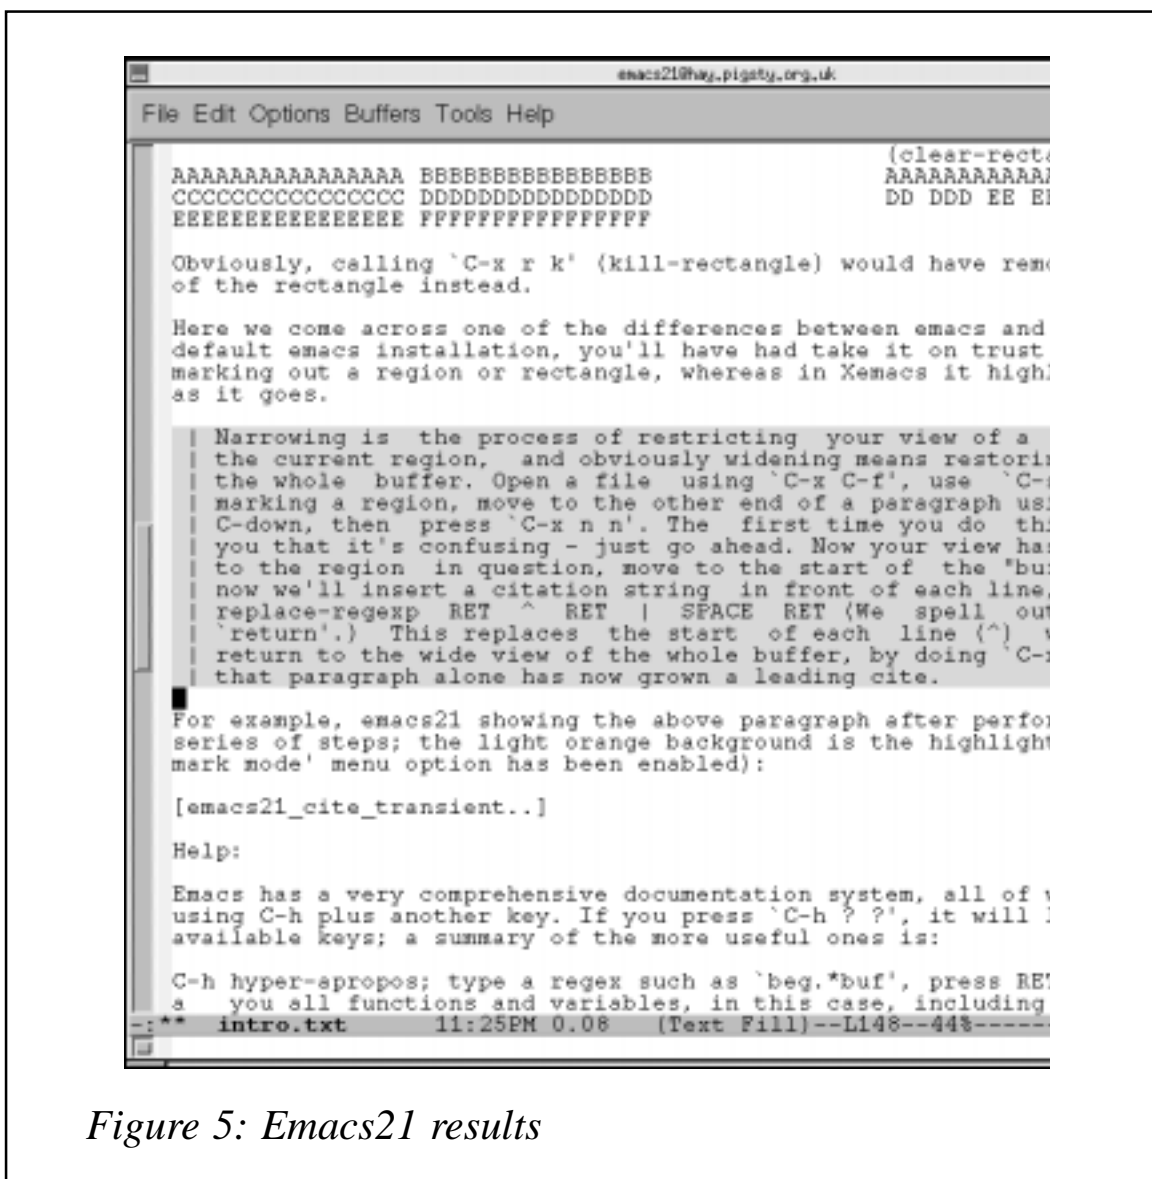 emacs21@hay.pigsty.org.uk
File Edit Options Buffers Tools Help
(clear-recta
AAAAAAAAAAAAAAAA BBBBBBBBBBBBBBBB AAAAAAAAAAAA
CCCCCCCCCCCCCCCC DDDDDDDDDDDDDDDD DD DDD EE EE
EEEEEEEEEEEEEEEE FFFFFFFFFFFFFFFF
Obviously, calling `C-x r k' (kill-rectangle) would have remo
of the rectangle instead.
Here we come across one of the differences between emacs and
default emacs installation, you'll have had take it on trust
marking out a region or rectangle, whereas in Xemacs it highl
as it goes.
| Narrowing is the process of restricting your view of a
| the current region, and obviously widening means restorin
| the whole buffer. Open a file using `C-x C-f', use `C-s
| marking a region, move to the other end of a paragraph usi
| C-down, then press `C-x n n'. The first time you do thi
| you that it's confusing - just go ahead. Now your view has
| to the region in question, move to the start of the "buf
| now we'll insert a citation string in front of each line,
| replace-regexp RET ^ RET | SPACE RET (We spell out
| `return'.) This replaces the start of each line (^) w
| return to the wide view of the whole buffer, by doing `C-x
| that paragraph alone has now grown a leading cite.
For example, emacs21 showing the above paragraph after perfor
series of steps; the light orange background is the highlight
mark mode' menu option has been enabled):
[emacs21_cite_transient..]
Help:
Emacs has a very comprehensive documentation system, all of w
using C-h plus another key. If you press `C-h ? ?', it will l
available keys; a summary of the more useful ones is:
C-h hyper-apropos; type a regex such as `beg.*buf', press RET
a you all functions and variables, in this case, including
-:** intro.txt 11:25PM 0.08 (Text Fill)--L148--44%------
Figure 5: Emacs21 results